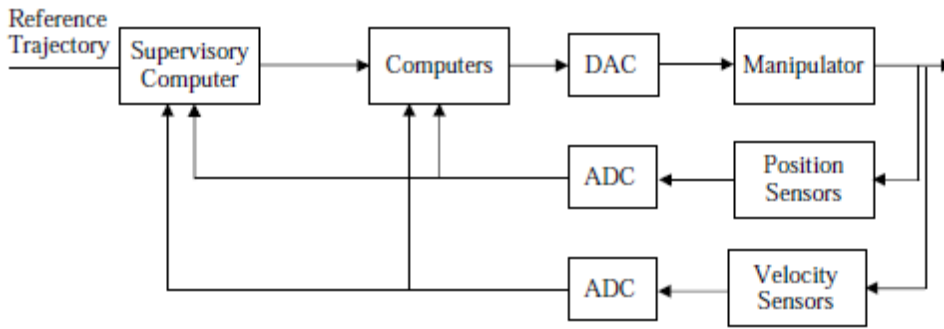 Reference
Trajectory
Supervisory
Computer
Computers
DAC
Manipulator
ADC
Position
Sensors
ADC
Velocity
Sensors